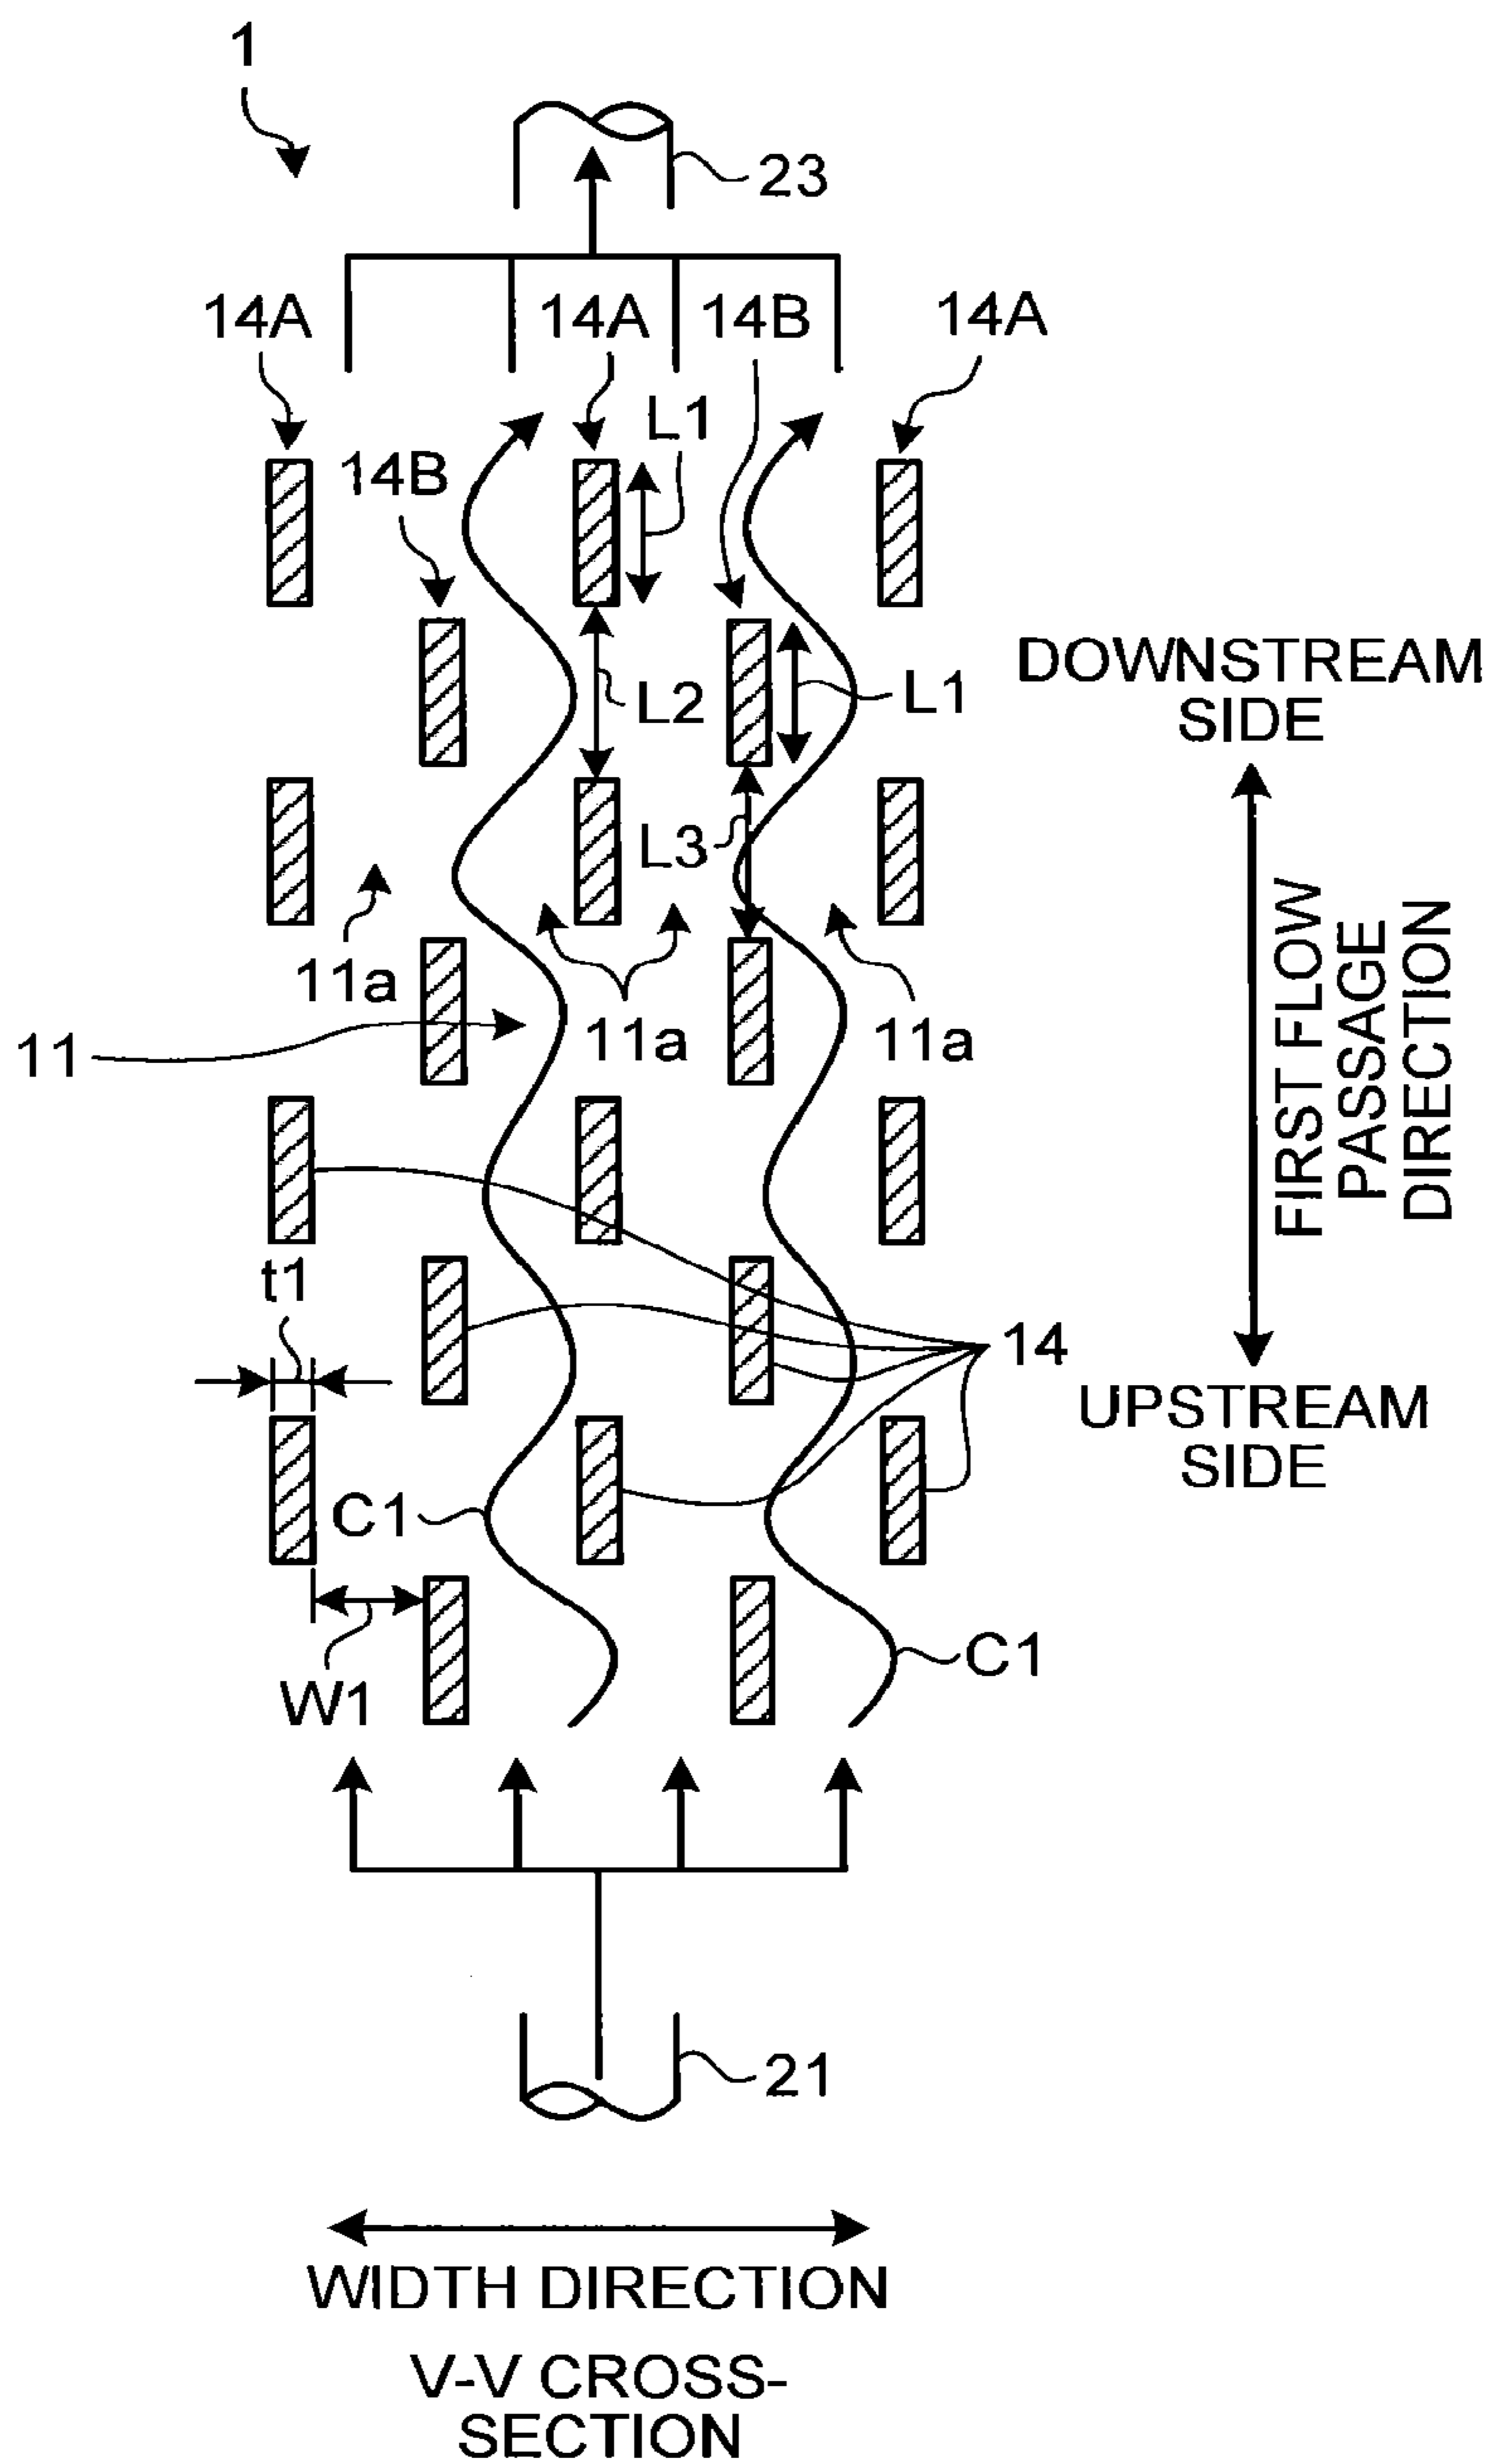 1
23
14A
14A
14B
14A
L1
14B
L2
L1
DOWNSTREAM
SIDE
L3
11a
11
11a
11a
FIRST FLOW
PASSAGE
DIRECTION
t1
14
UPSTREAM
SIDE
C1
C1
W1
21
WIDTH DIRECTION
V-V CROSS-
SECTION